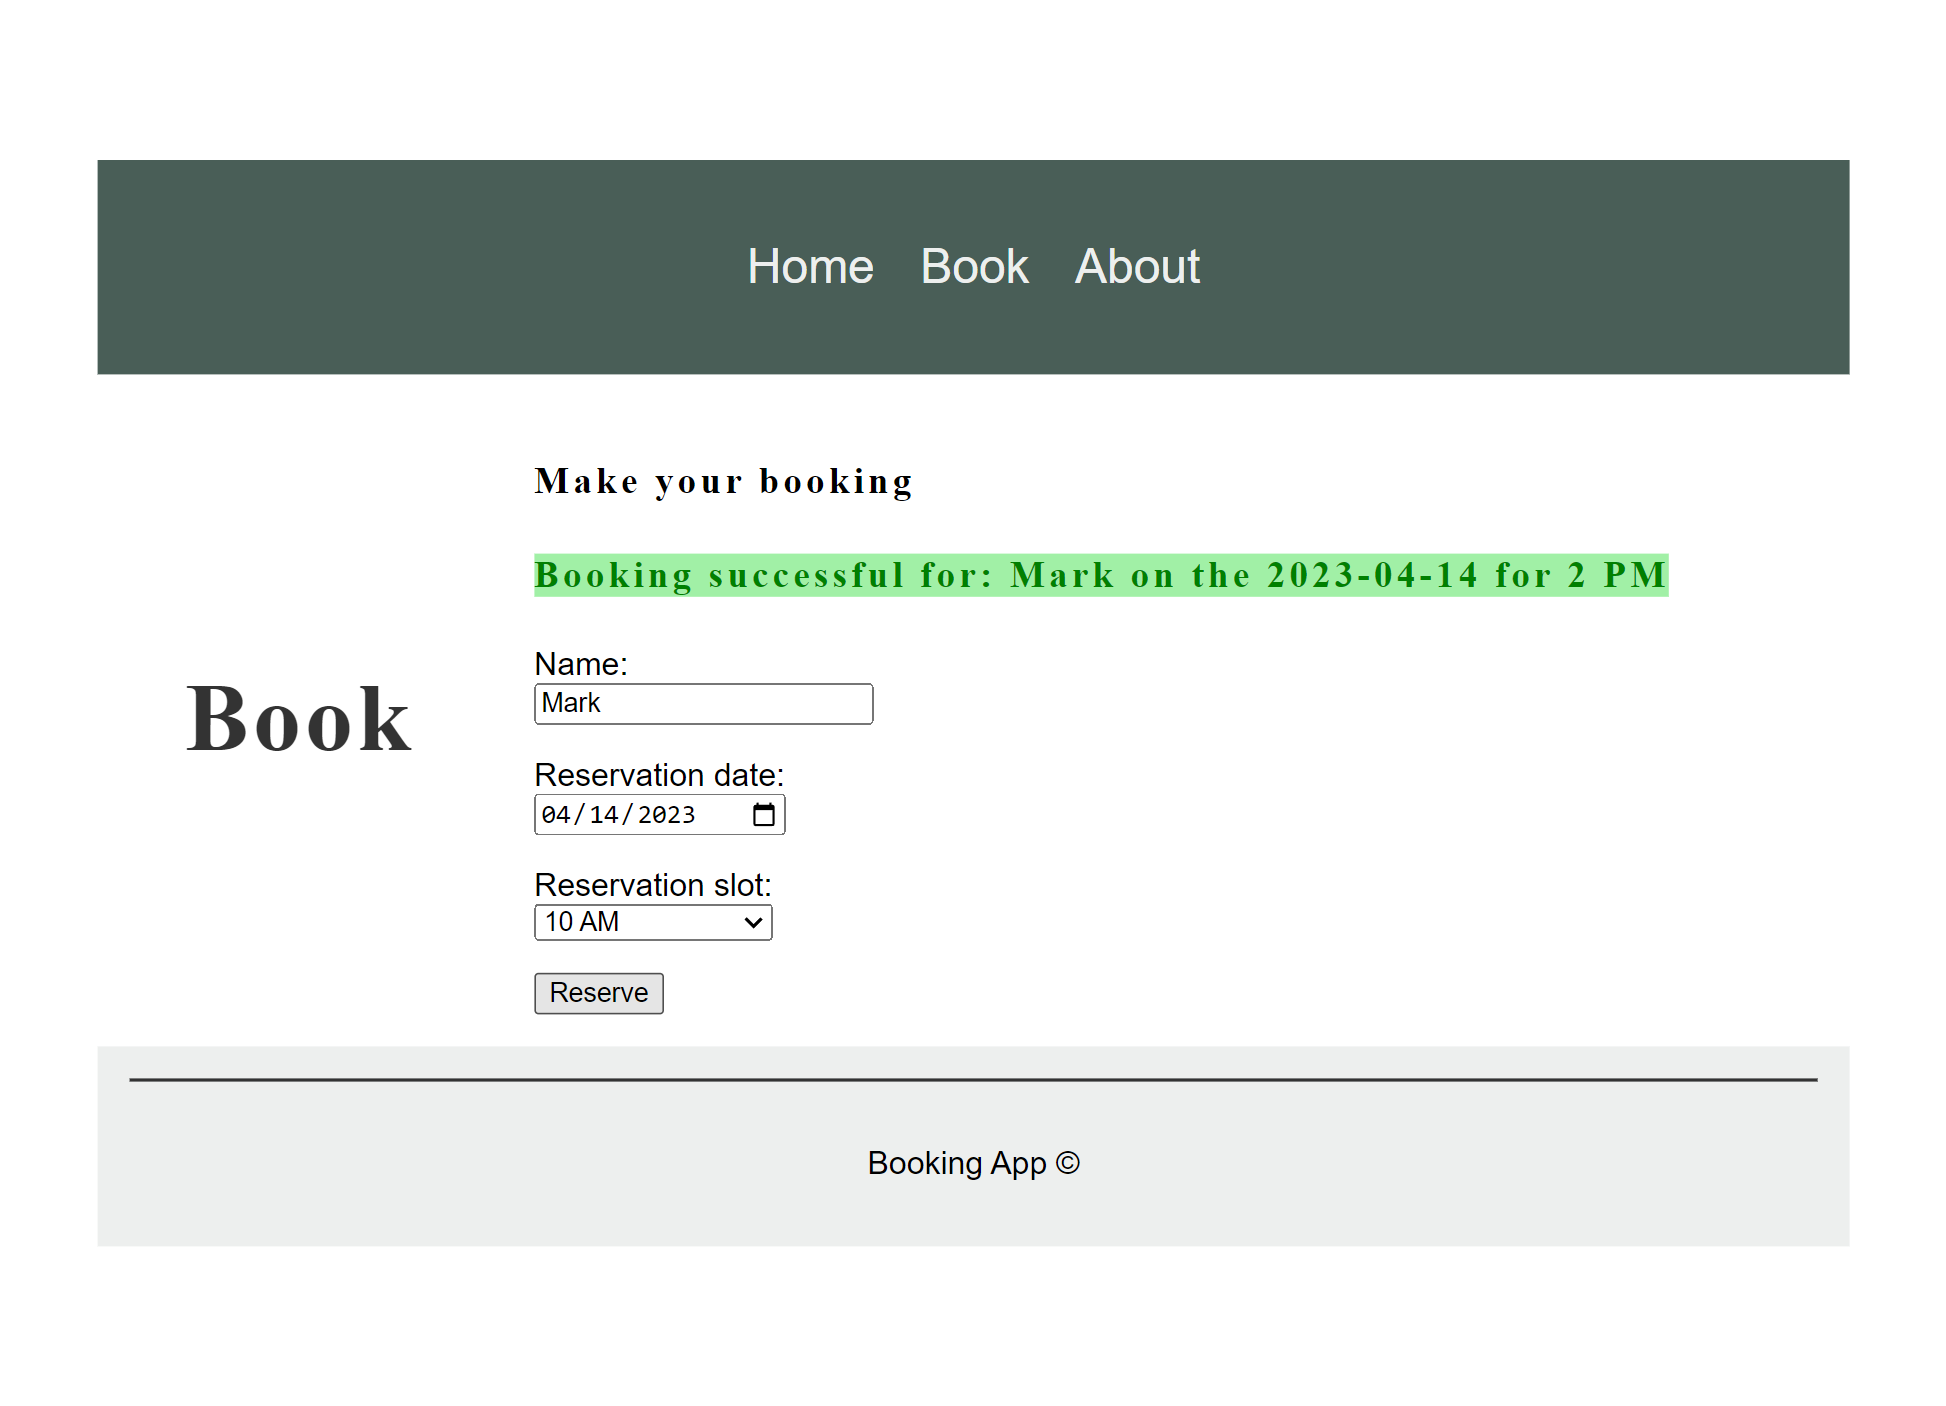 Home Book About
Make your booking
Booking successful for: Mark on the 2023-04-14 for 2 PM
Book
Name:
Mark
Reservation date:
04/14/2023
Reservation slot:
10 AM
Reserve
Booking App ©